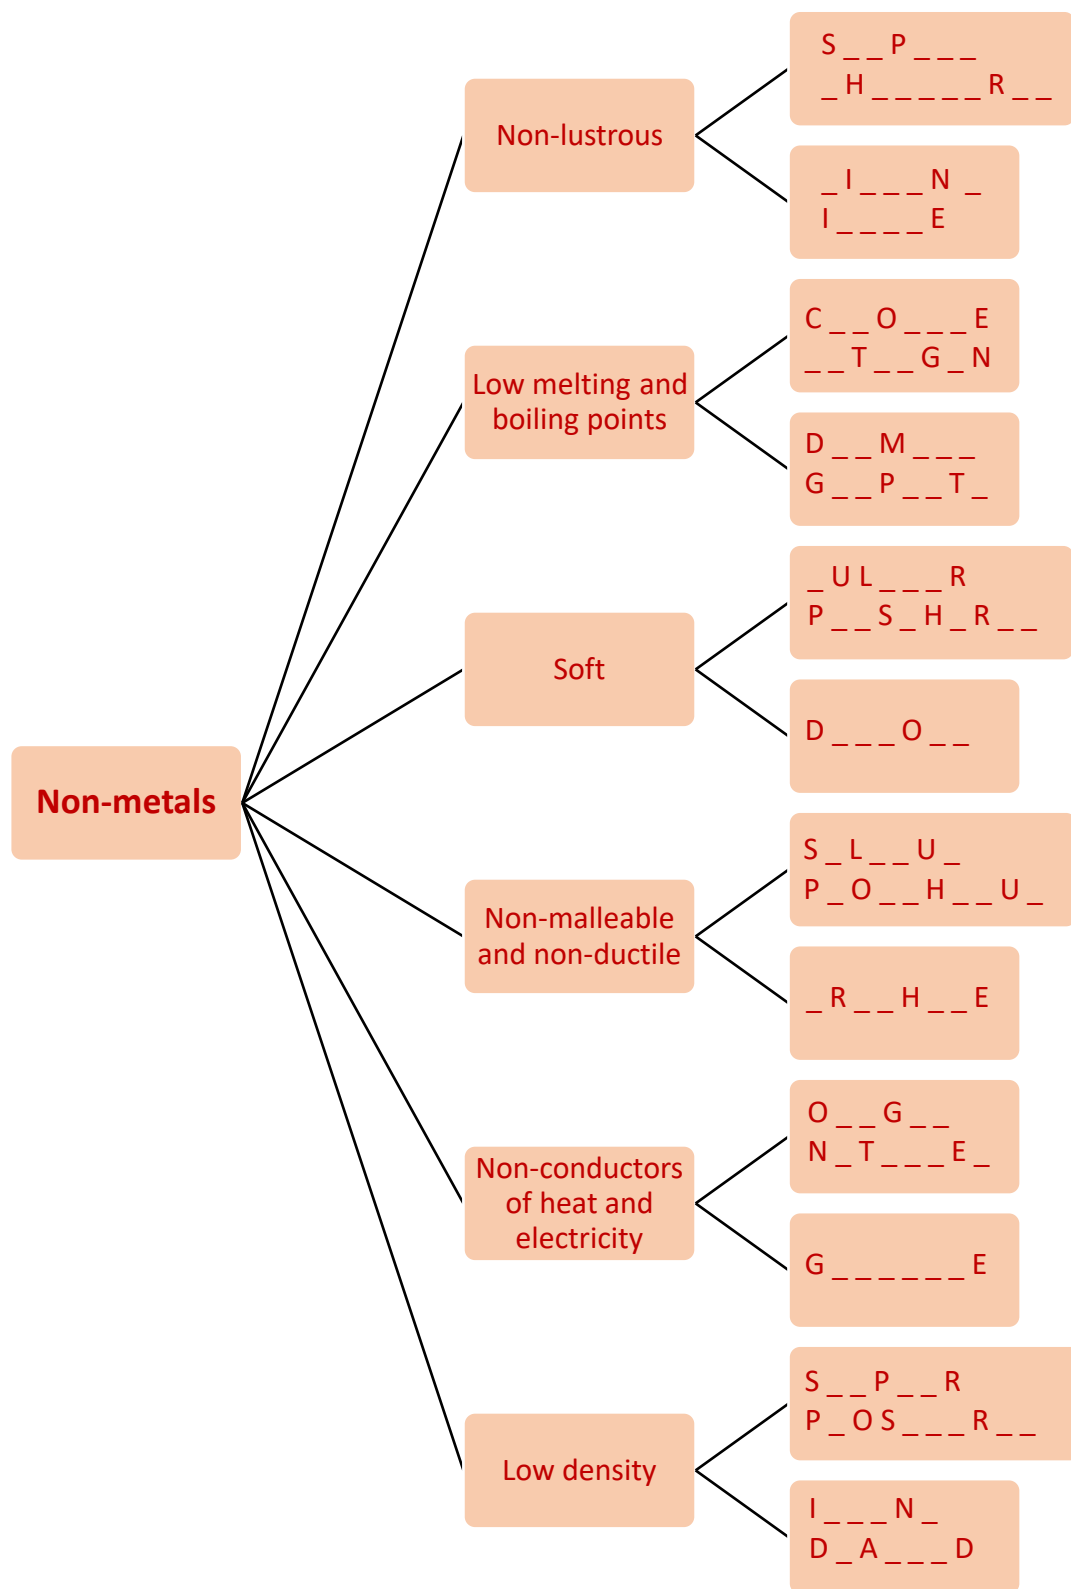 S _ _ P _ _ _
_ H _ _ _ _ _ R _ _
Non-lustrous
_ I _ _ _ N _
I _ _ _ _ E
C _ _ O _ _ _ E
_ _ T _ _ G _ N
Low melting and
boiling points
D _ _ M _ _ _
G _ _ P _ _ T _
_ U L _ _ _ R
P _ _ S _ H _ R _ _
Soft
D _ _ _ O _ _
Non-metals
S _ L _ _ U _
P _ O _ _ H _ _ U _
Non-malleable
and non-ductile
_ R _ _ H _ _ E
O _ _ G _ _
N _ T _ _ _ E _
Non-conductors
of heat and
electricity
G _ _ _ _ _ _ E
S _ _ P _ _ R
P _ O S _ _ _ R _ _
Low density
I _ _ _ N _
D _ A _ _ _ D